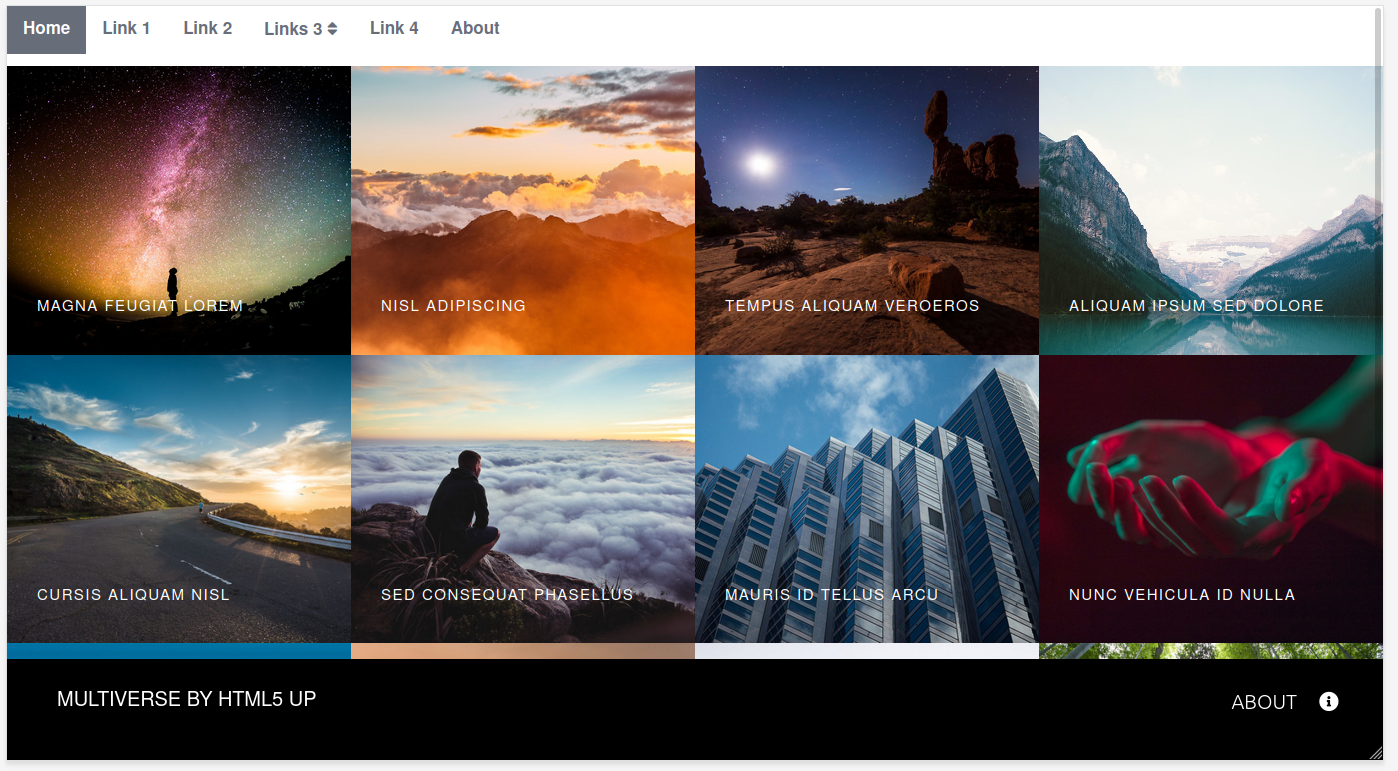 Home Link 1 Link 2 Links 3 Link 4 About
MAGNA FEUGIAT LOREM
NISL ADIPISCING
TEMPUS ALIQUAM VEROEROS
ALIQUAM IPSUM SED DOLORE
CURSIS ALIQUAM NISL
SED CONSEQUAT PHASELLUS
MAURIS ID TELLUS ARCU
NUNC VEHICULA ID NULLA
MULTIVERSE BY HTML5 UP
ABOUT